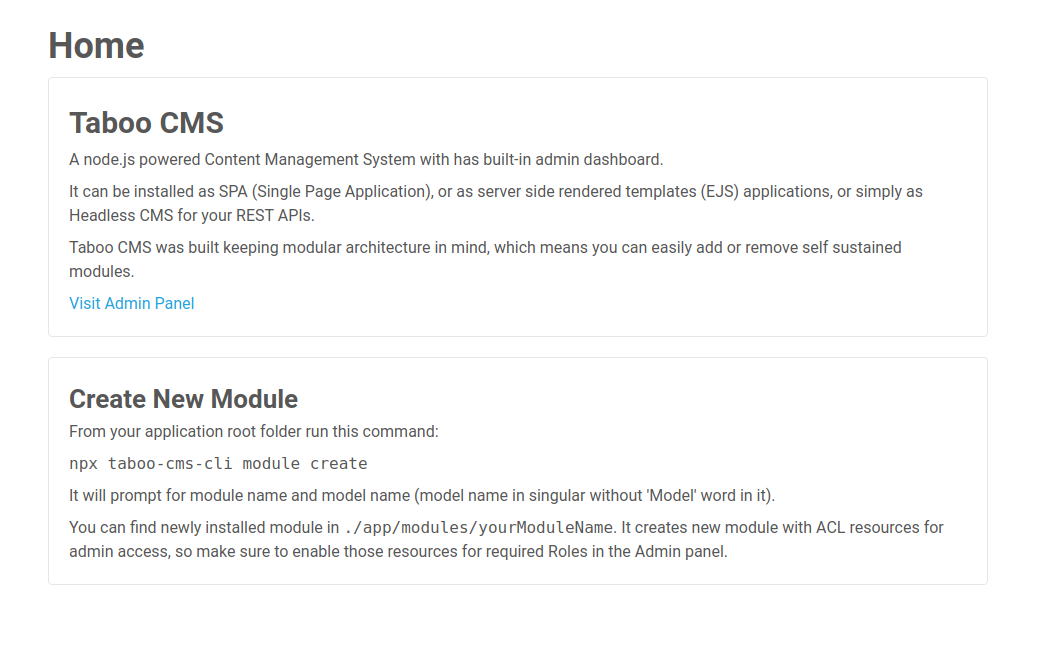 Home
Taboo CMS
A node.js powered Content Management System with has built-in admin dashboard.
It can be installed as SPA (Single Page Application), or as server side rendered templates (EJS) applications, or simply as
Headless CMS for your REST APIs.
Taboo CMS was built keeping modular architecture in mind, which means you can easily add or remove self sustained
modules.
Visit Admin Panel
Create New Module
From your application root folder run this command:
npx taboo-cms-cli module create
It will prompt for module name and model name (model name in singular without 'Model' word in it).
You can find newly installed module in ./app/modules/yourModuleName. It creates new module with ACL resources for
admin access, so make sure to enable those resources for required Roles in the Admin panel.